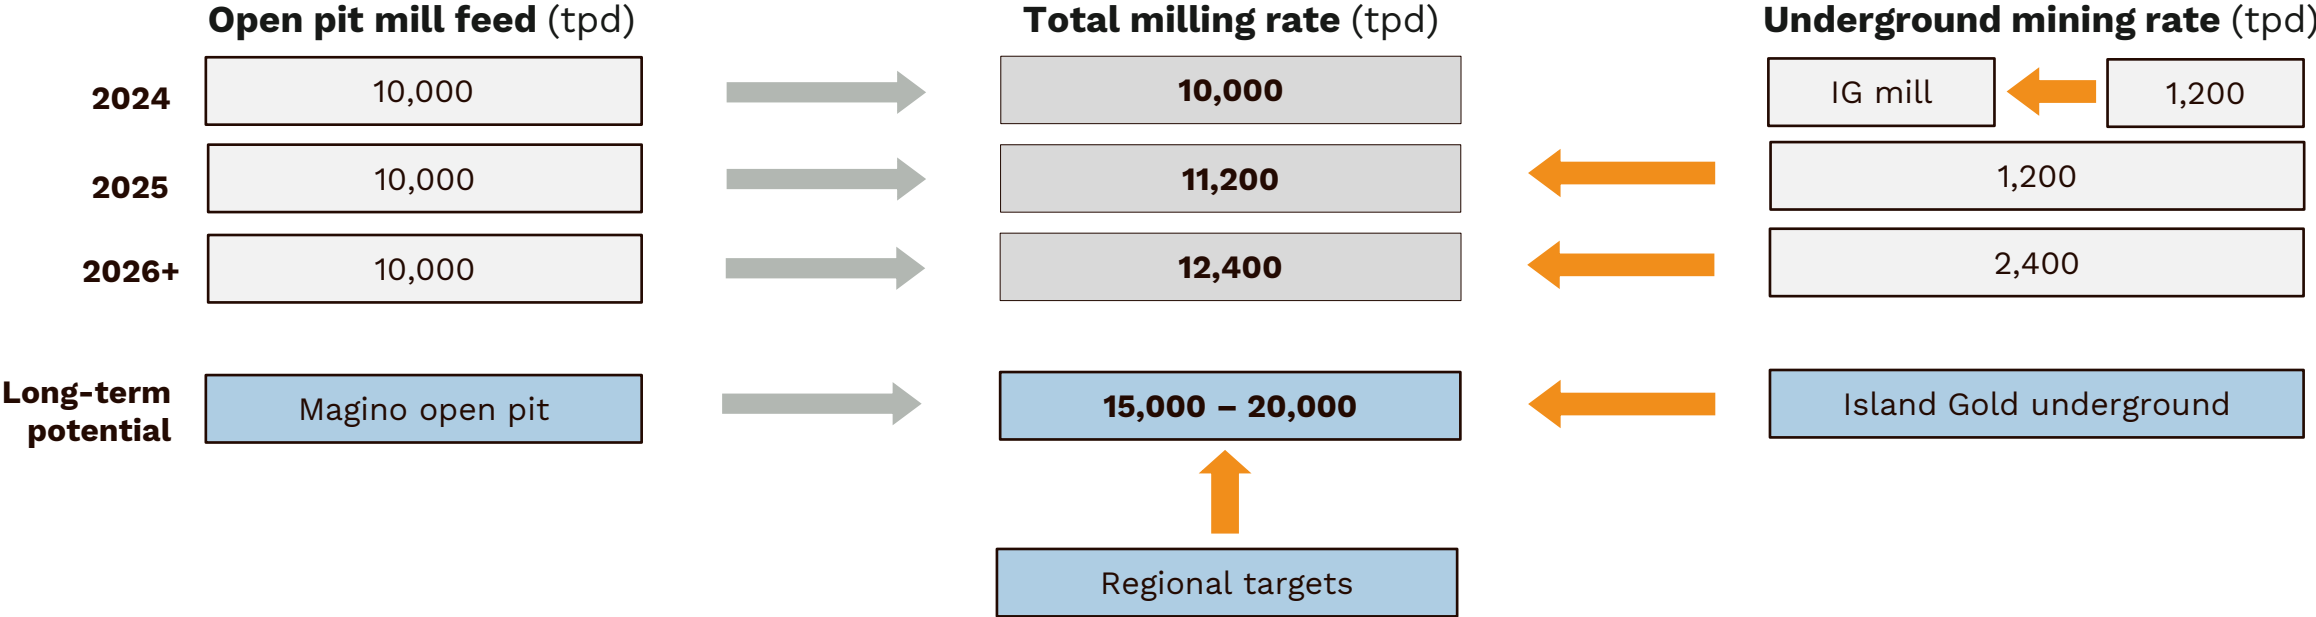 Open pit mill feed (tpd)
Total milling rate (tpd)
Underground mining rate (tpd)
2024
10,000
10,000
IG mill
1,200
2025
10,000
11,200
1,200
2026+
10,000
12,400
2,400
Long-term
potential
Magino open pit
15,000 – 20,000
Island Gold underground
Regional targets